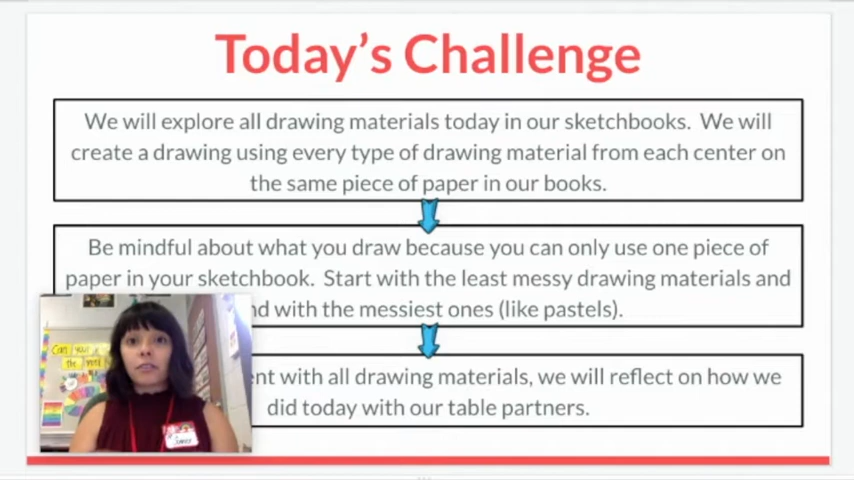 Today's Challenge
We will explore all drawing materials today in our sketchbooks. We will
create a drawing using every type of drawing material from each center on
the same piece of paper in our books.
Be mindful about what you draw because you can only use one piece of
paper in your sketchbook. Start with the least messy drawing materials and
with the messiest ones (like pastels).
with all drawing materials, we will reflect on how we
did today with our table partners.
Can you
the